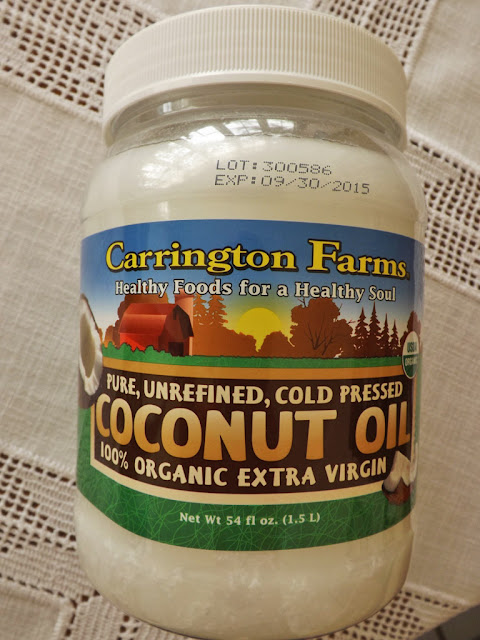 LOT:300586
EXP:09/30/2015
Carrington Farms
Healthy Foods for a Healthy Soul
USDA
ORGANIC
PURE, UNREFINED, COLD PRESSED
COCONUT OIL
100% ORGANIC EXTRA VIRGIN
Net Wt 54 fl oz. (1.5 L)